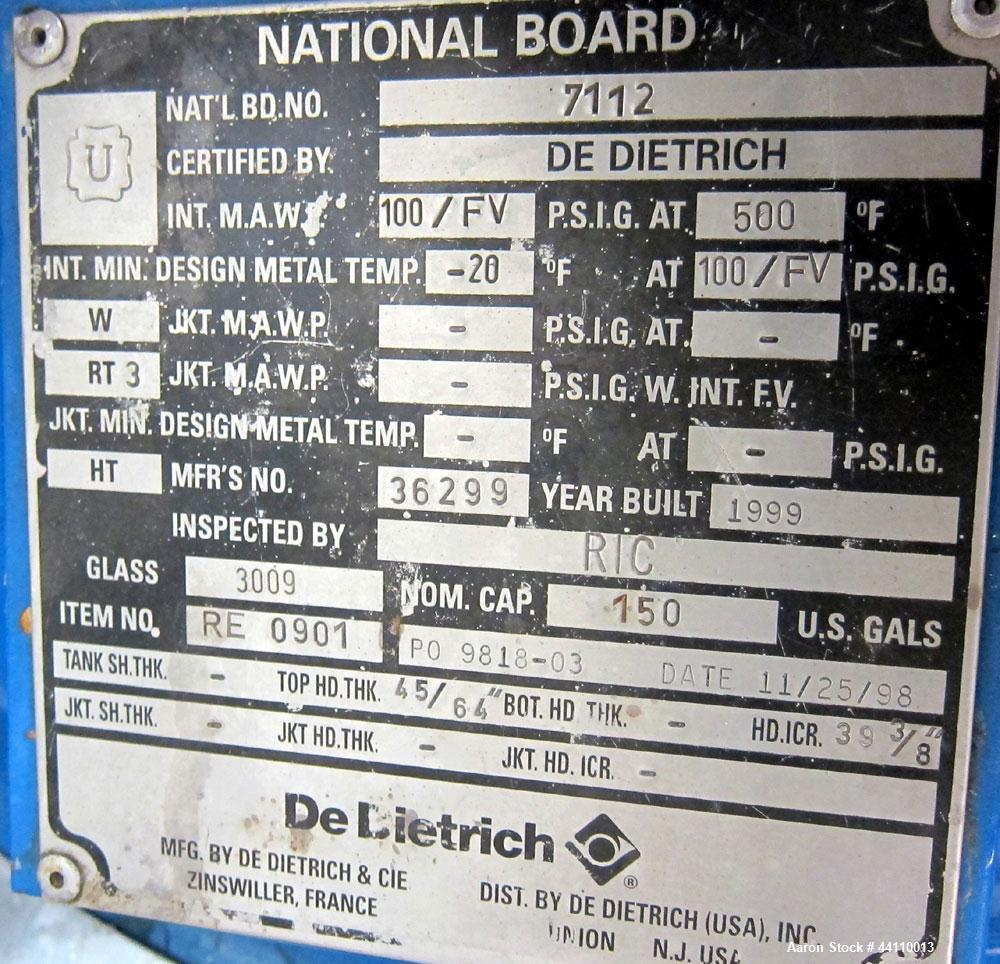 NATIONAL BOARD
U
NAT'L BD. NO. 7112
CERTIFIED BY: DE DIETRICH
INT. M.A.W.P. 100/FV P.S.I.G. AT 500 ºF
INT. MIN. DESIGN METAL TEMP. -20 ºF AT 100/FV P.S.I.G.
W JKT. M.A.W.P. - P.S.I.G. AT. - ºF
RT 3 JKT. M.A.W.P. - P.S.I.G. W. INT. F.V.
JKT. MIN. DESIGN METAL TEMP. - ºF AT - P.S.I.G.
HT MFR'S NO. 36299 YEAR BUILT 1999
INSPECTED BY RIC
GLASS 3009 NOM. CAP. 150 U.S. GALS
ITEM NO. RE 0901 PO 9818-03 DATE 11/25/98
TANK SH.THK. - TOP HD.THK. 45/64" BOT. HD THK. - HD.ICR. 39 3/8"
JKT. SH.THK. - JKT HD.THK. - JKT. HD. ICR. -
De Dietrich ®
MFG. BY DE DIETRICH & CIE
ZINSWILLER, FRANCE
DIST. BY DE DIETRICH (USA), INC.
UNION N.J. USA
Aaron Stock # 44110013